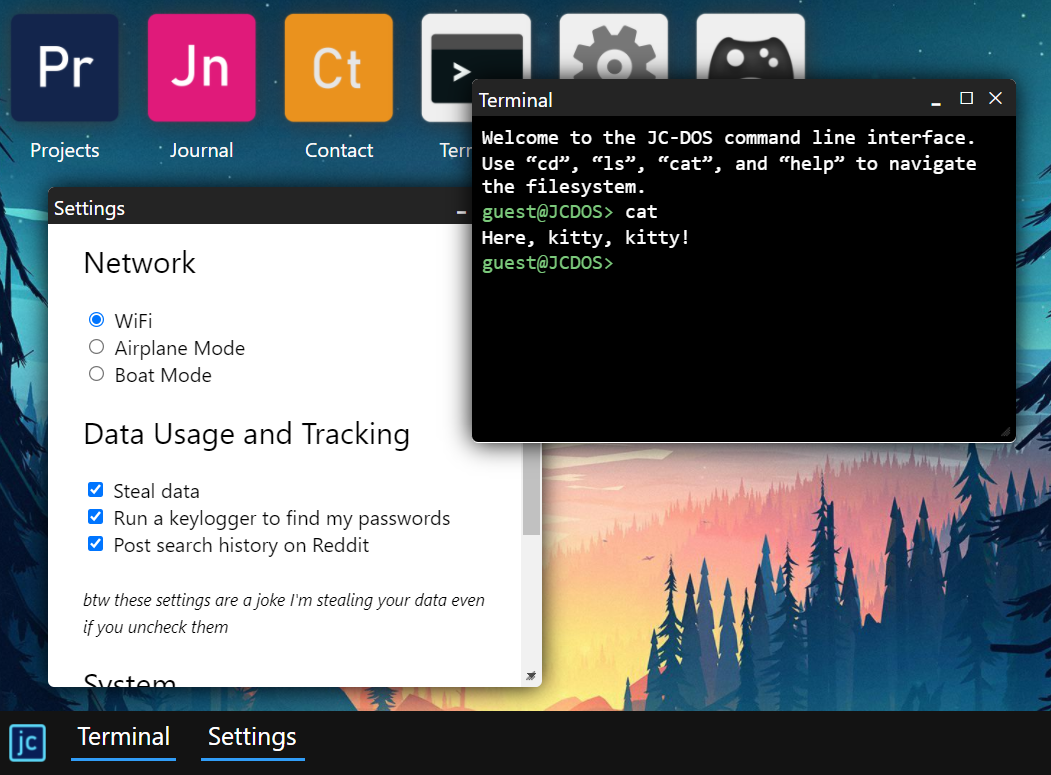 Pr
Jn
Ct
>
Projects
Journal
Contact
Terminal
Welcome to the JC-DOS command line interface.
Use “cd”, “ls”, “cat”, and “help” to navigate
the filesystem.
guest@JCDOS> cat
Here, kitty, kitty!
guest@JCDOS>
Settings
Network
WiFi
Airplane Mode
Boat Mode
Data Usage and Tracking
Steal data
Run a keylogger to find my passwords
Post search history on Reddit
btw these settings are a joke I'm stealing your data even
if you uncheck them
System
jc
Terminal
Settings